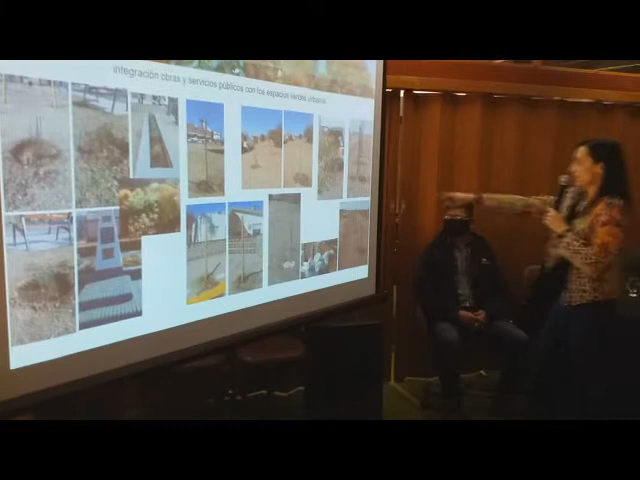 integración obras y servicios públicos con los espacios verdes urbanos